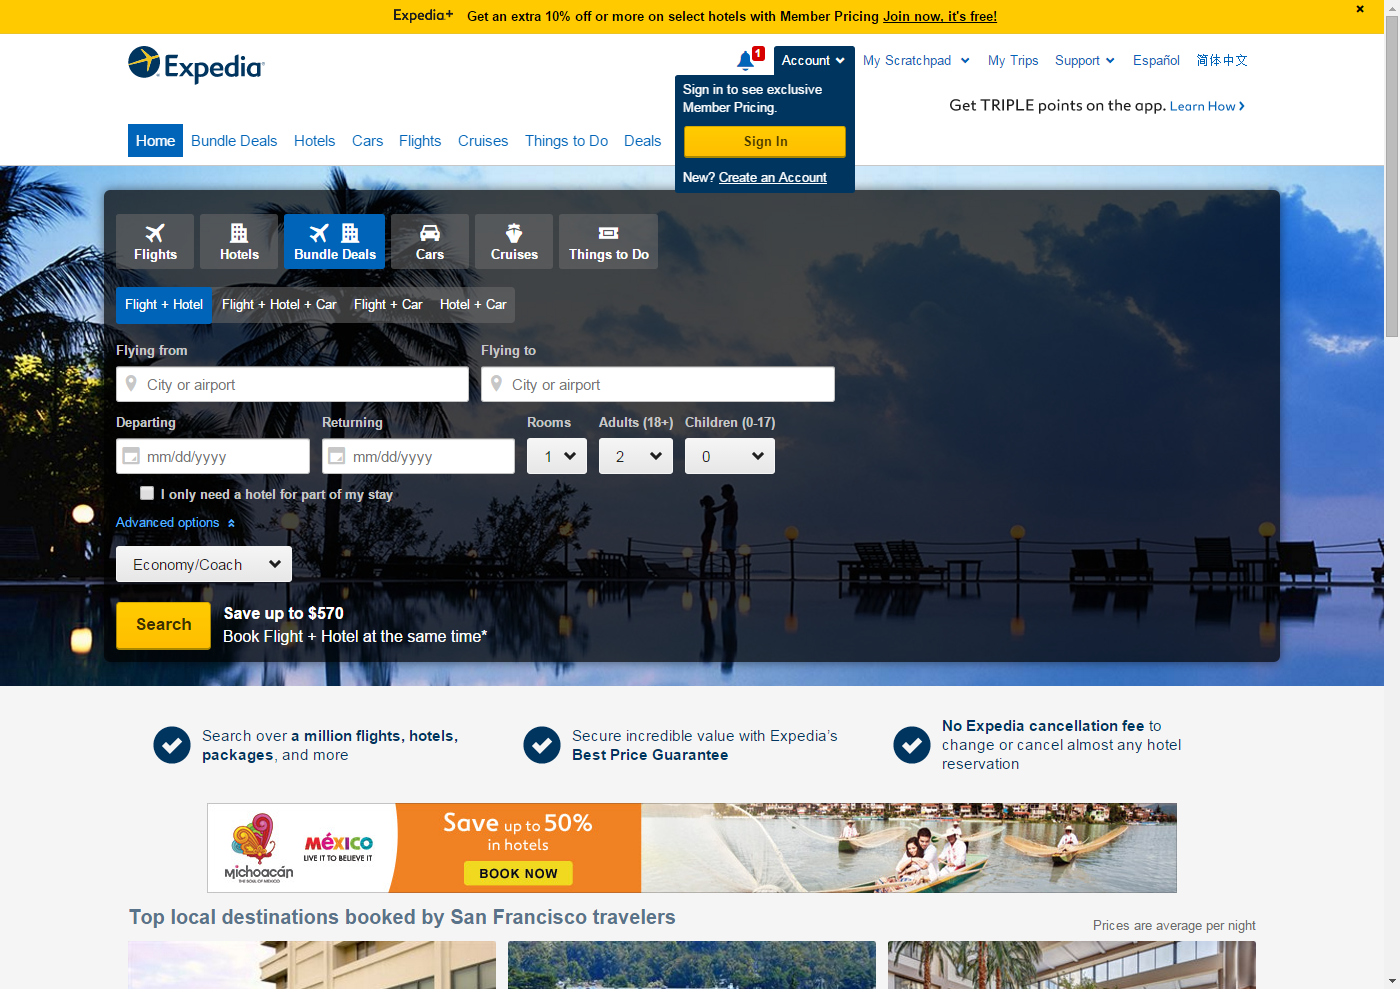 Expedia+ Get an extra 10% off or more on select hotels with Member Pricing Join now, it's free!
Expedia
1
Account
My Scratchpad
My Trips
Support
Español
简体中文
Sign in to see exclusive
Member Pricing.
Sign In
New? Create an Account
Get TRIPLE points on the app. Learn How
Home
Bundle Deals
Hotels
Cars
Flights
Cruises
Things to Do
Deals
Flights
Hotels
Bundle Deals
Cars
Cruises
Things to Do
Flight + Hotel
Flight + Hotel + Car
Flight + Car
Hotel + Car
Flying from
Flying to
City or airport
City or airport
Departing
Returning
Rooms
Adults (18+)
Children (0-17)
mm/dd/yyyy
mm/dd/yyyy
1
2
0
I only need a hotel for part of my stay
Advanced options
Economy/Coach
Search
Save up to $570
Book Flight + Hotel at the same time*
Search over a million flights, hotels,
packages, and more
Secure incredible value with Expedia's
Best Price Guarantee
No Expedia cancellation fee to
change or cancel almost any hotel
reservation
Michoacán
THE SOUL OF MEXICO
MÉXICO
LIVE IT TO BELIEVE IT
Save up to 50%
in hotels
BOOK NOW
Top local destinations booked by San Francisco travelers
Prices are average per night